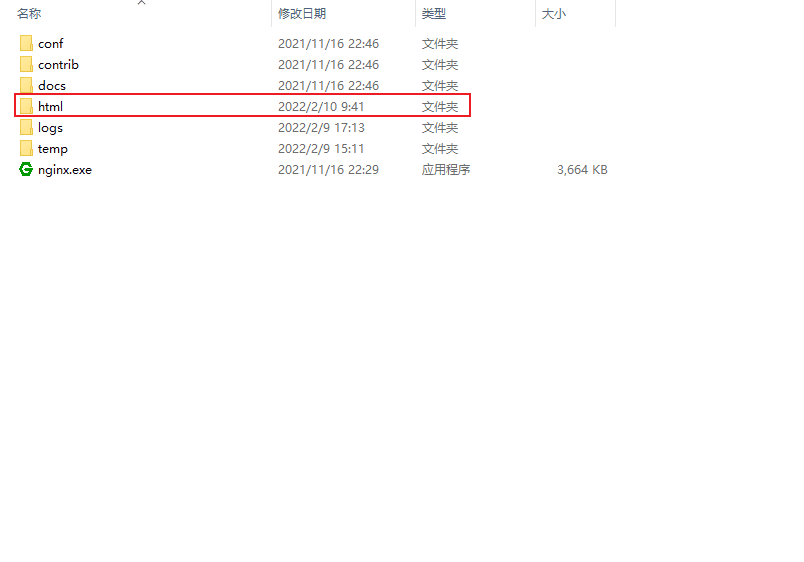 名称 修改日期 类型 大小
conf 2021/11/16 22:46 文件夹
contrib 2021/11/16 22:46 文件夹
docs 2021/11/16 22:46 文件夹
html 2022/2/10 9:41 文件夹
logs 2022/2/9 17:13 文件夹
temp 2022/2/9 15:11 文件夹
nginx.exe 2021/11/16 22:29 应用程序 3,664 KB